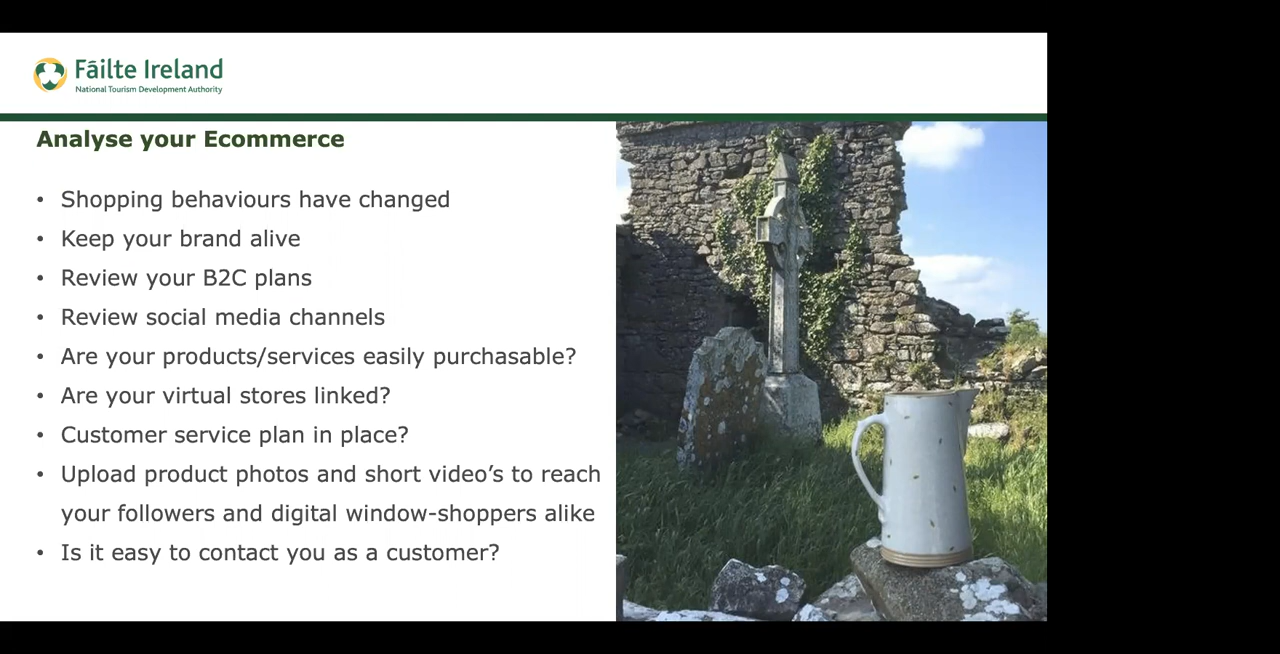 Fáilte Ireland
National Tourism Development Authority
Analyse your Ecommerce
• Shopping behaviours have changed
• Keep your brand alive
• Review your B2C plans
• Review social media channels
• Are your products/services easily purchasable?
• Are your virtual stores linked?
• Customer service plan in place?
• Upload product photos and short video’s to reach
your followers and digital window-shoppers alike
• Is it easy to contact you as a customer?